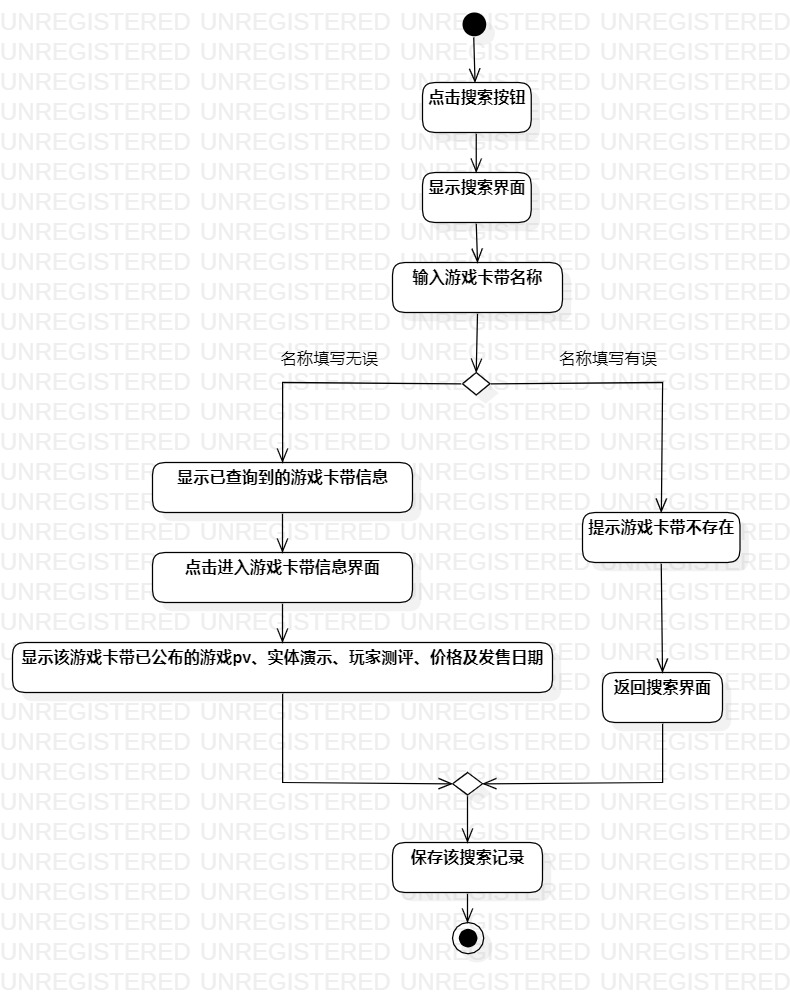 点击搜索按钮
显示搜索界面
输入游戏卡带名称
名称填写无误
名称填写有误
显示已查询到的游戏卡带信息
提示游戏卡带不存在
点击进入游戏卡带信息界面
显示该游戏卡带已公布的游戏pv、实体演示、玩家测评、价格及发售日期
返回搜索界面
保存该搜索记录
UNREGISTERED